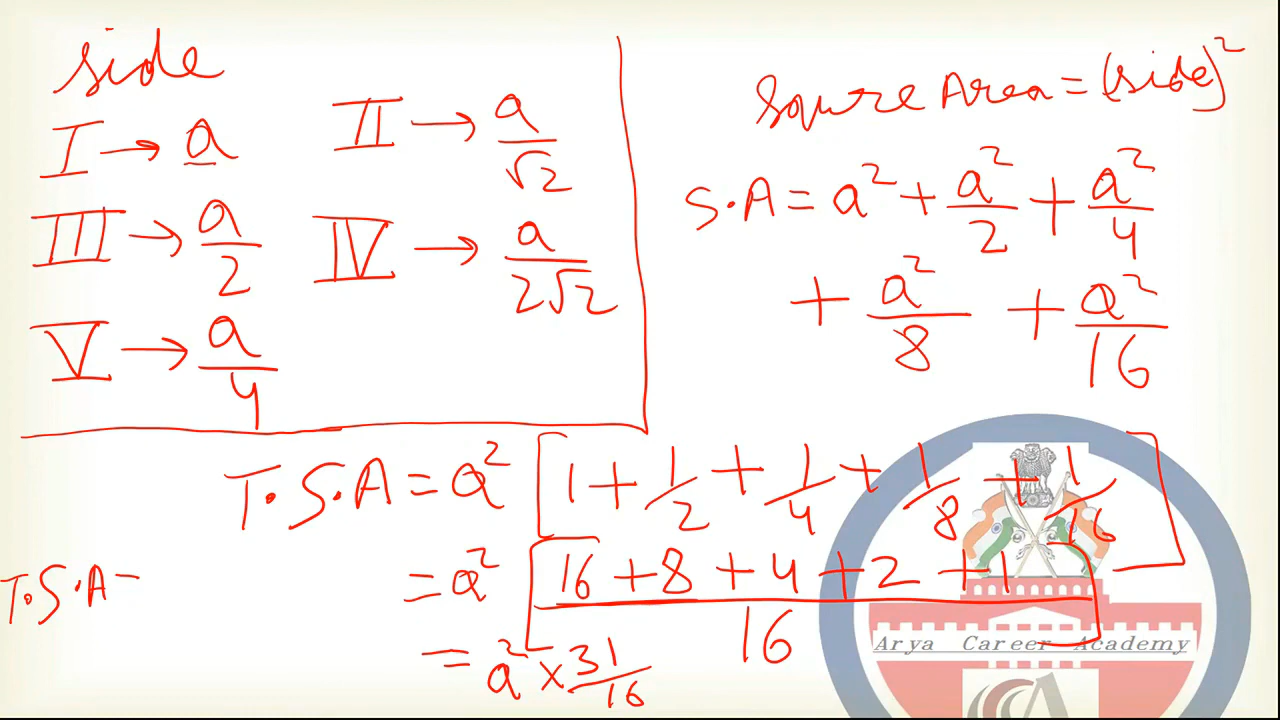 side
I → a
II → a/√2
III → a/2
IV → a/2√2
V → a/4
Squre Area = (side)²
S.A = a² + a²/2 + a²/4
+ a²/8 + a²/16
T.S.A = a² [1 + 1/2 + 1/4 + 1/8 + 1/16]
= a² [16 + 8 + 4 + 2 + 1 / 16]
= a² × 31/16
T.S.A =
Arya Career Academy
CA